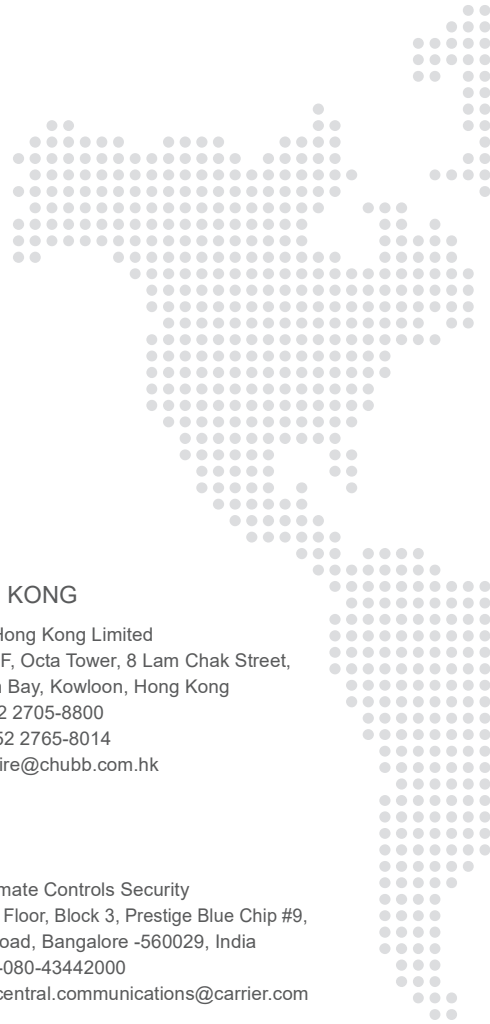 KONG
Hong Kong Limited
F, Octa Tower, 8 Lam Chak Street,
Bay, Kowloon, Hong Kong
2 2705-8800
52 2765-8014
ire@chubb.com.hk
mate Controls Security
Floor, Block 3, Prestige Blue Chip #9,
oad, Bangalore -560029, India
-080-43442000
central.communications@carrier.com